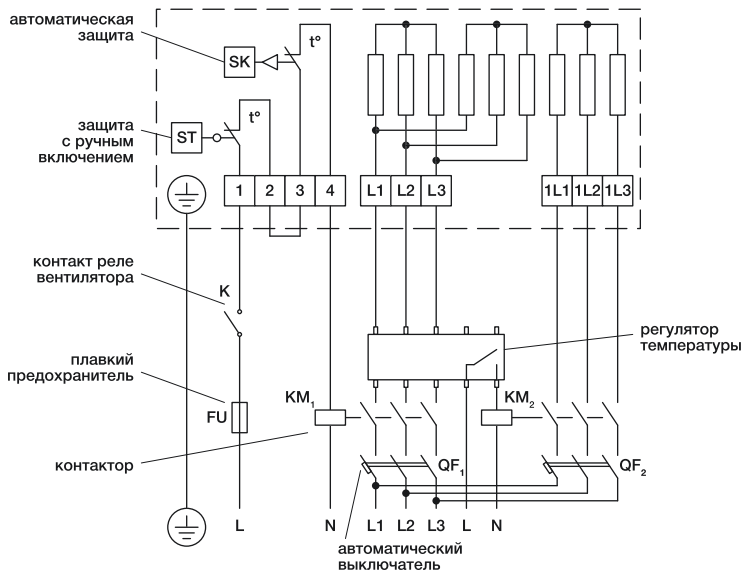 автоматическая
защита
SK
t°
защита
с ручным
включением
ST
t°
1 2 3 4
L1 L2 L3
1L1 1L2 1L3
контакт реле
вентилятора
K
регулятор
температуры
плавкий
предохранитель
FU
KM1
KM2
контактор
QF1
QF2
L N L1 L2 L3 L N
автоматический
выключатель